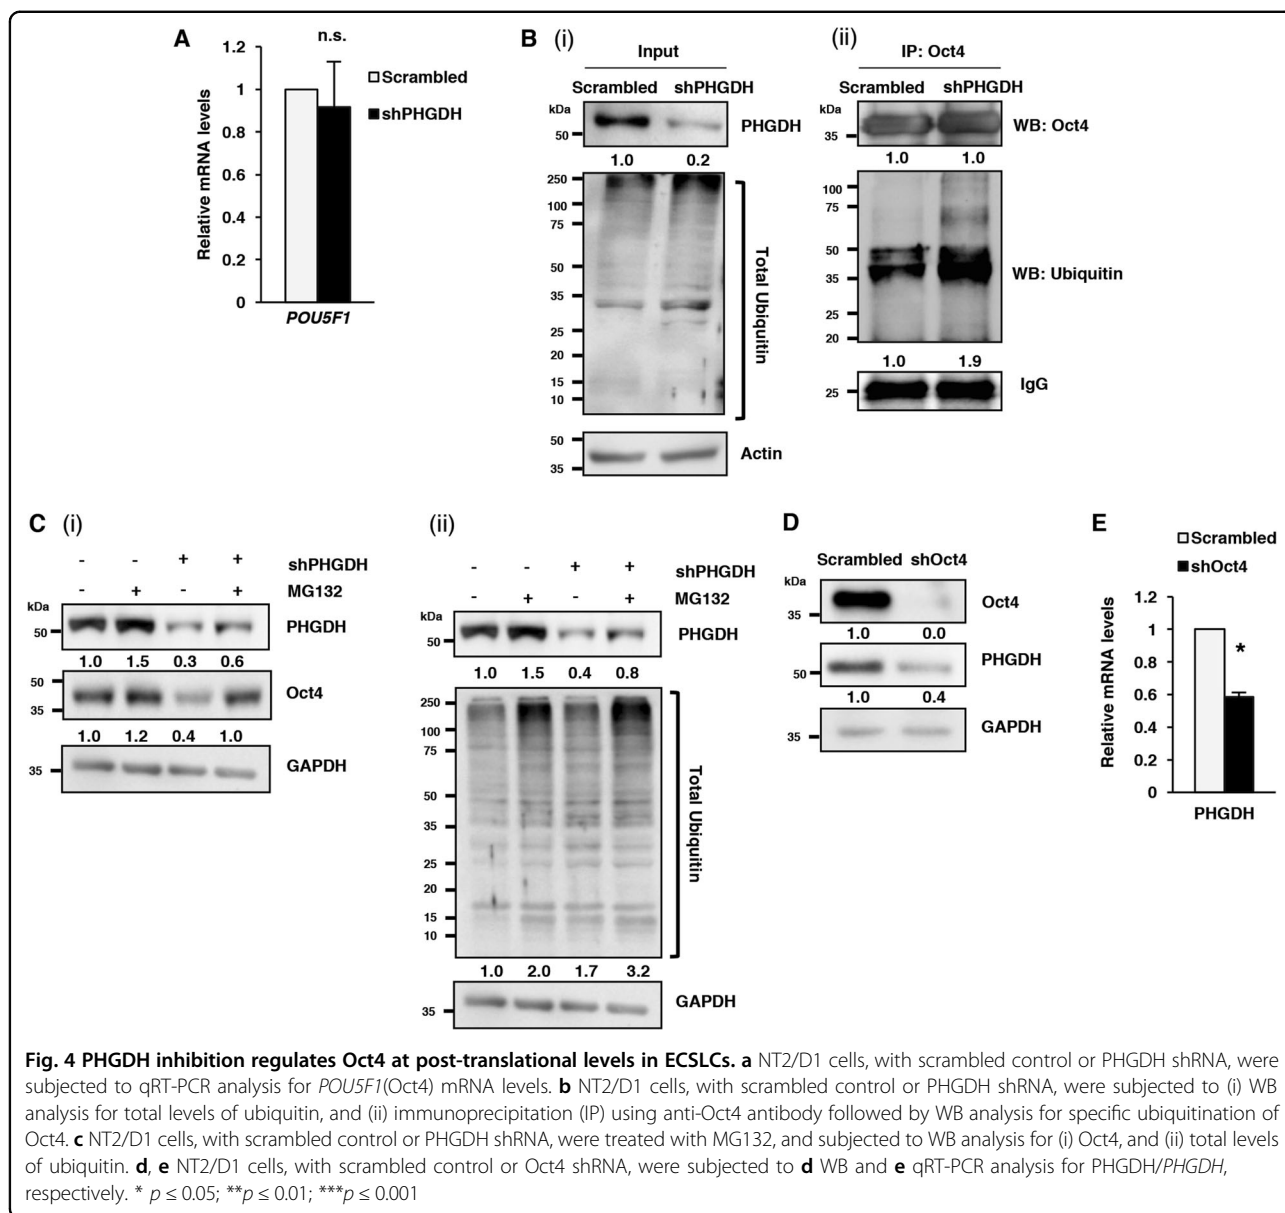 A
1.2
1
0.8
0.6
0.4
0.2
0
Relative mRNA levels
n.s.
Scrambled
shPHGDH
POU5F1
B (i)
Input
Scrambled shPHGDH
kDa
50
PHGDH
1.0 0.2
250
100
75
50
35
25
20
15
10
Total Ubiquitin
50
35
Actin
(ii)
IP: Oct4
Scrambled shPHGDH
kDa
35
WB: Oct4
1.0 1.0
100
75
50
35
25
20
WB: Ubiquitin
1.0 1.9
25
IgG
C (i)
- - + + shPHGDH
- + - + MG132
kDa
50
PHGDH
1.0 1.5 0.3 0.6
50
35
Oct4
1.0 1.2 0.4 1.0
35
GAPDH
(ii)
- - + + shPHGDH
- + - + MG132
kDa
50
PHGDH
1.0 1.5 0.4 0.8
250
100
75
50
35
25
20
15
10
Total Ubiquitin
1.0 2.0 1.7 3.2
35
GAPDH
D
Scrambled shOct4
kDa
35
Oct4
1.0 0.0
50
PHGDH
1.0 0.4
35
GAPDH
E
Scrambled
shOct4
1.2
1
0.8
0.6
0.4
0.2
0
Relative mRNA levels
*
PHGDH
Fig. 4 PHGDH inhibition regulates Oct4 at post-translational levels in ECSLCs. a NT2/D1 cells, with scrambled control or PHGDH shRNA, were
subjected to qRT-PCR analysis for POU5F1(Oct4) mRNA levels. b NT2/D1 cells, with scrambled control or PHGDH shRNA, were subjected to (i) WB
analysis for total levels of ubiquitin, and (ii) immunoprecipitation (IP) using anti-Oct4 antibody followed by WB analysis for specific ubiquitination of
Oct4. c NT2/D1 cells, with scrambled control or PHGDH shRNA, were treated with MG132, and subjected to WB analysis for (i) Oct4, and (ii) total levels
of ubiquitin. d, e NT2/D1 cells, with scrambled control or Oct4 shRNA, were subjected to d WB and e qRT-PCR analysis for PHGDH/PHGDH,
respectively. * p ≤ 0.05; **p ≤ 0.01; ***p ≤ 0.001